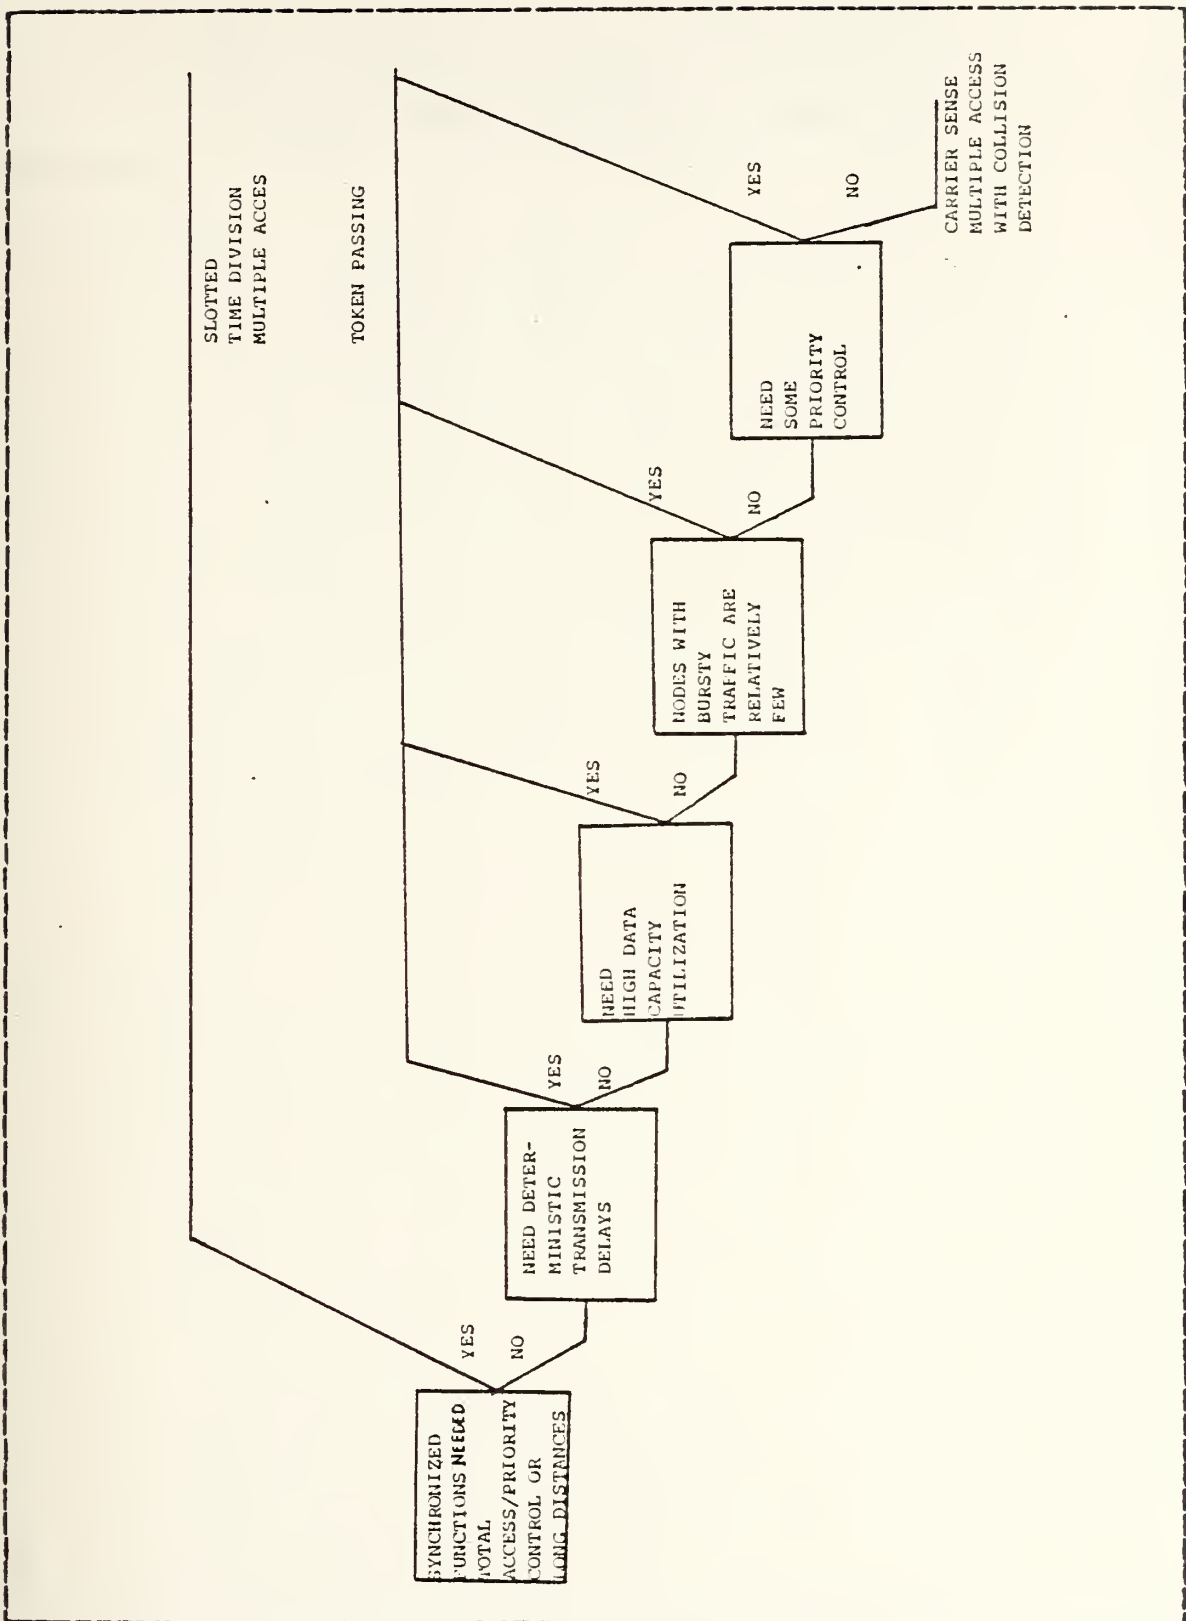 SYNCHRONIZED
FUNCTIONS NEEDED
TOTAL
ACCESS/PRIORITY
CONTROL OR
LONG DISTANCES
YES
NO
SLOTTED
TIME DIVISION
MULTIPLE ACCES
NEED DETER-
MINISTIC
TRANSMISSION
DELAYS
YES
NO
TOKEN PASSING
NEED
HIGH DATA
CAPACITY
UTILIZATION
YES
NO
NODES WITH
BURSTY
TRAFFIC ARE
RELATIVELY
FEW
YES
NO
NEED
SOME
PRIORITY
CONTROL
YES
NO
CARRIER SENSE
MULTIPLE ACCESS
WITH COLLISION
DETECTION